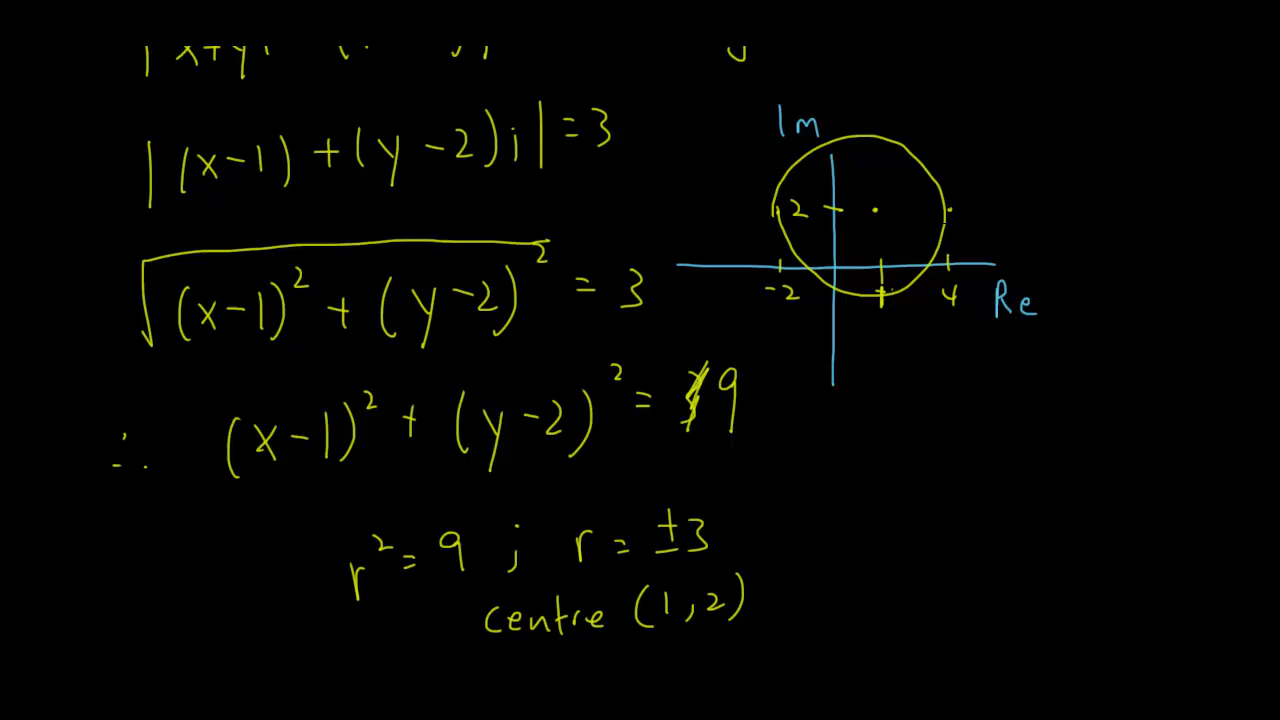 |(x-1) + (y-2)i| = 3
√((x-1)² + (y-2)²) = 3
∴ (x-1)² + (y-2)² = 9
r² = 9 ; r = ±3
centre (1,2)
Im
2
-2
4
Re